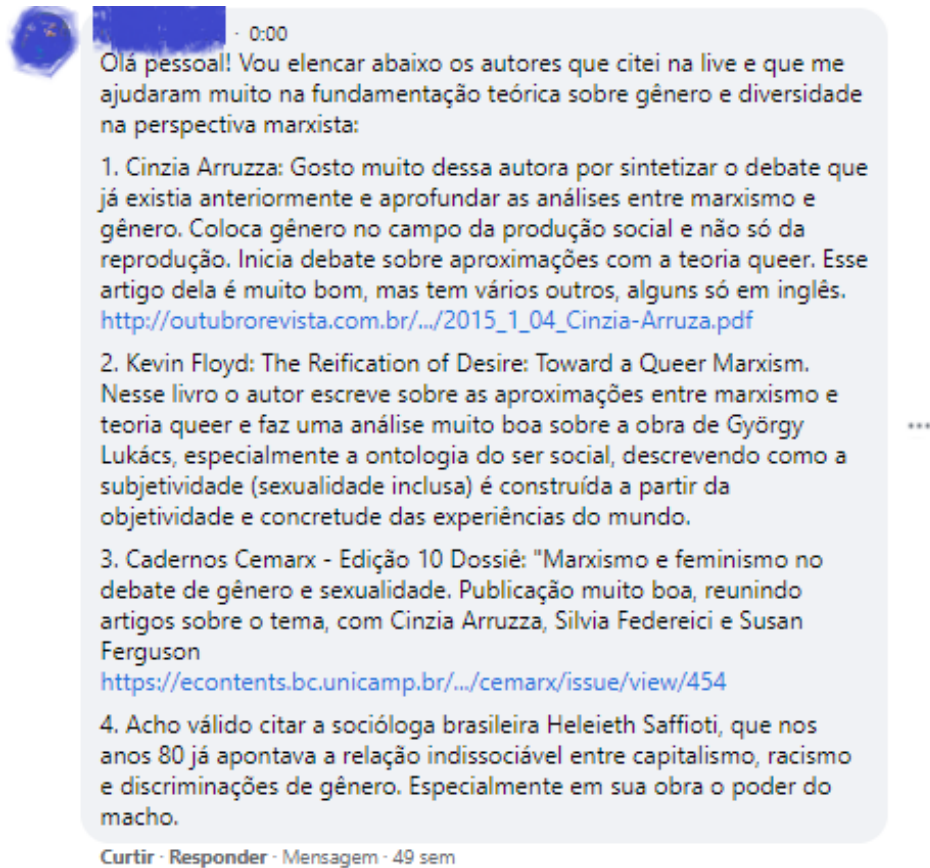 · 0:00
Olá pessoal! Vou elencar abaixo os autores que citei na live e que me
ajudaram muito na fundamentação teórica sobre gênero e diversidade
na perspectiva marxista:
1. Cinzia Arruzza: Gosto muito dessa autora por sintetizar o debate que
já existia anteriormente e aprofundar as análises entre marxismo e
gênero. Coloca gênero no campo da produção social e não só da
reprodução. Inicia debate sobre aproximações com a teoria queer. Esse
artigo dela é muito bom, mas tem vários outros, alguns só em inglês.
http://outubrorevista.com.br/.../2015_1_04_Cinzia-Arruza.pdf
2. Kevin Floyd: The Reification of Desire: Toward a Queer Marxism.
Nesse livro o autor escreve sobre as aproximações entre marxismo e
teoria queer e faz uma análise muito boa sobre a obra de György
Lukács, especialmente a ontologia do ser social, descrevendo como a
subjetividade (sexualidade inclusa) é construída a partir da
objetividade e concretude das experiências do mundo.
3. Cadernos Cemarx - Edição 10 Dossiê: "Marxismo e feminismo no
debate de gênero e sexualidade. Publicação muito boa, reunindo
artigos sobre o tema, com Cinzia Arruzza, Silvia Federeici e Susan
Ferguson
https://econtents.bc.unicamp.br/.../cemarx/issue/view/454
4. Acho válido citar a socióloga brasileira Heleieth Saffioti, que nos
anos 80 já apontava a relação indissociável entre capitalismo, racismo
e discriminações de gênero. Especialmente em sua obra o poder do
macho.
Curtir · Responder · Mensagem · 49 sem